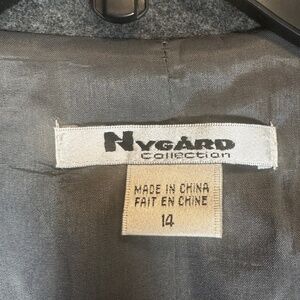 NYGÅRD
Collection
MADE IN CHINA
FAIT EN CHINE
14